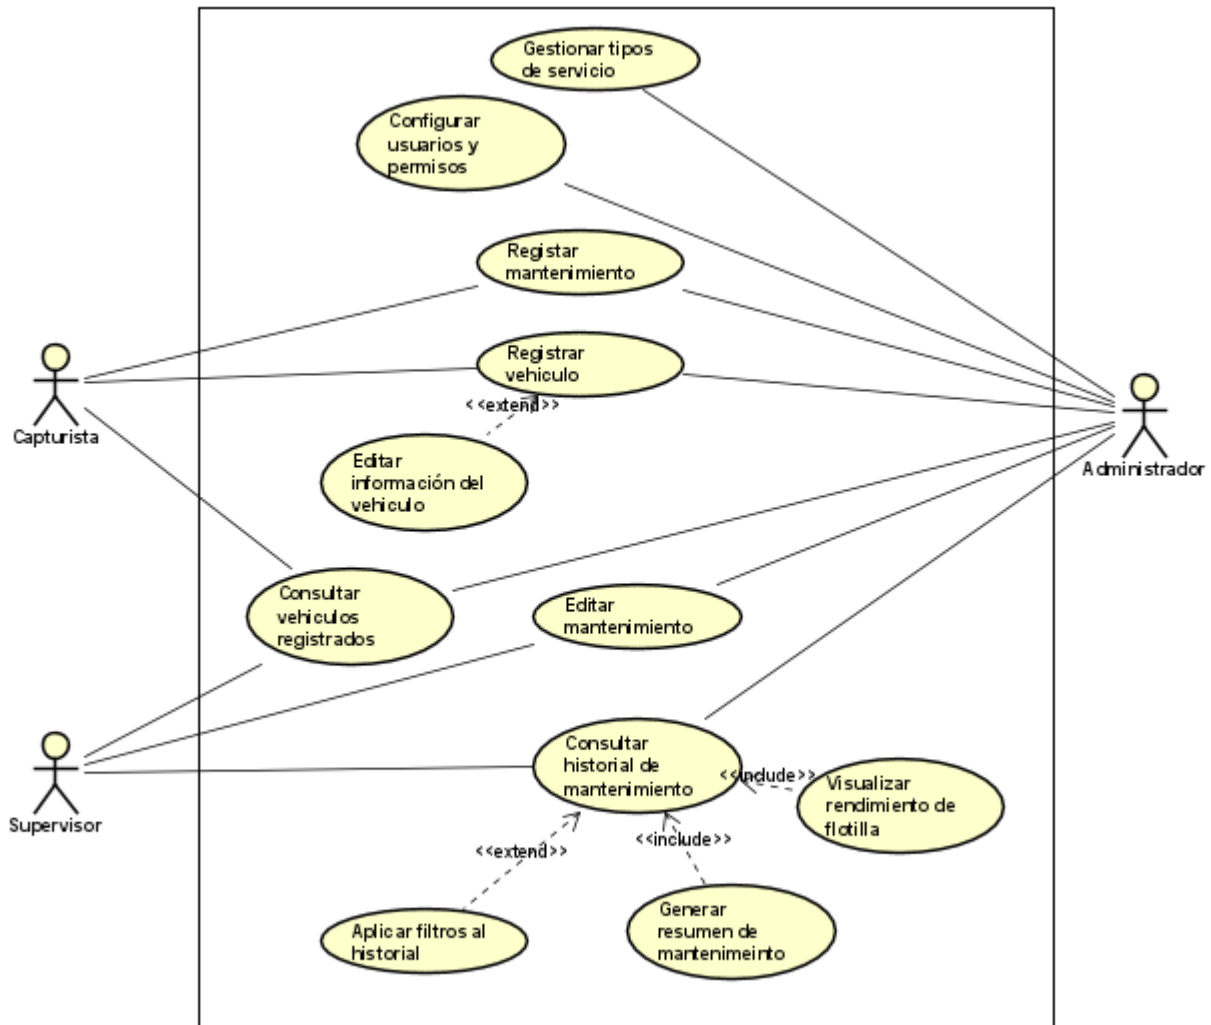 Gestionar tipos
de servicio
Configurar
usuarios y
permisos
Registar
mantenimiento
Registrar
vehiculo
<<extend>>
Capturista
Editar
información del
vehiculo
Administrador
Consultar
vehiculos
registrados
Editar
mantenimiento
Consultar
historial de
mantenimiento
<<include>>
Visualizar
rendimiento de
flotilla
Supervisor
<<extend>>
<<include>>
Aplicar filtros al
historial
Generar
resumen de
mantenimeinto